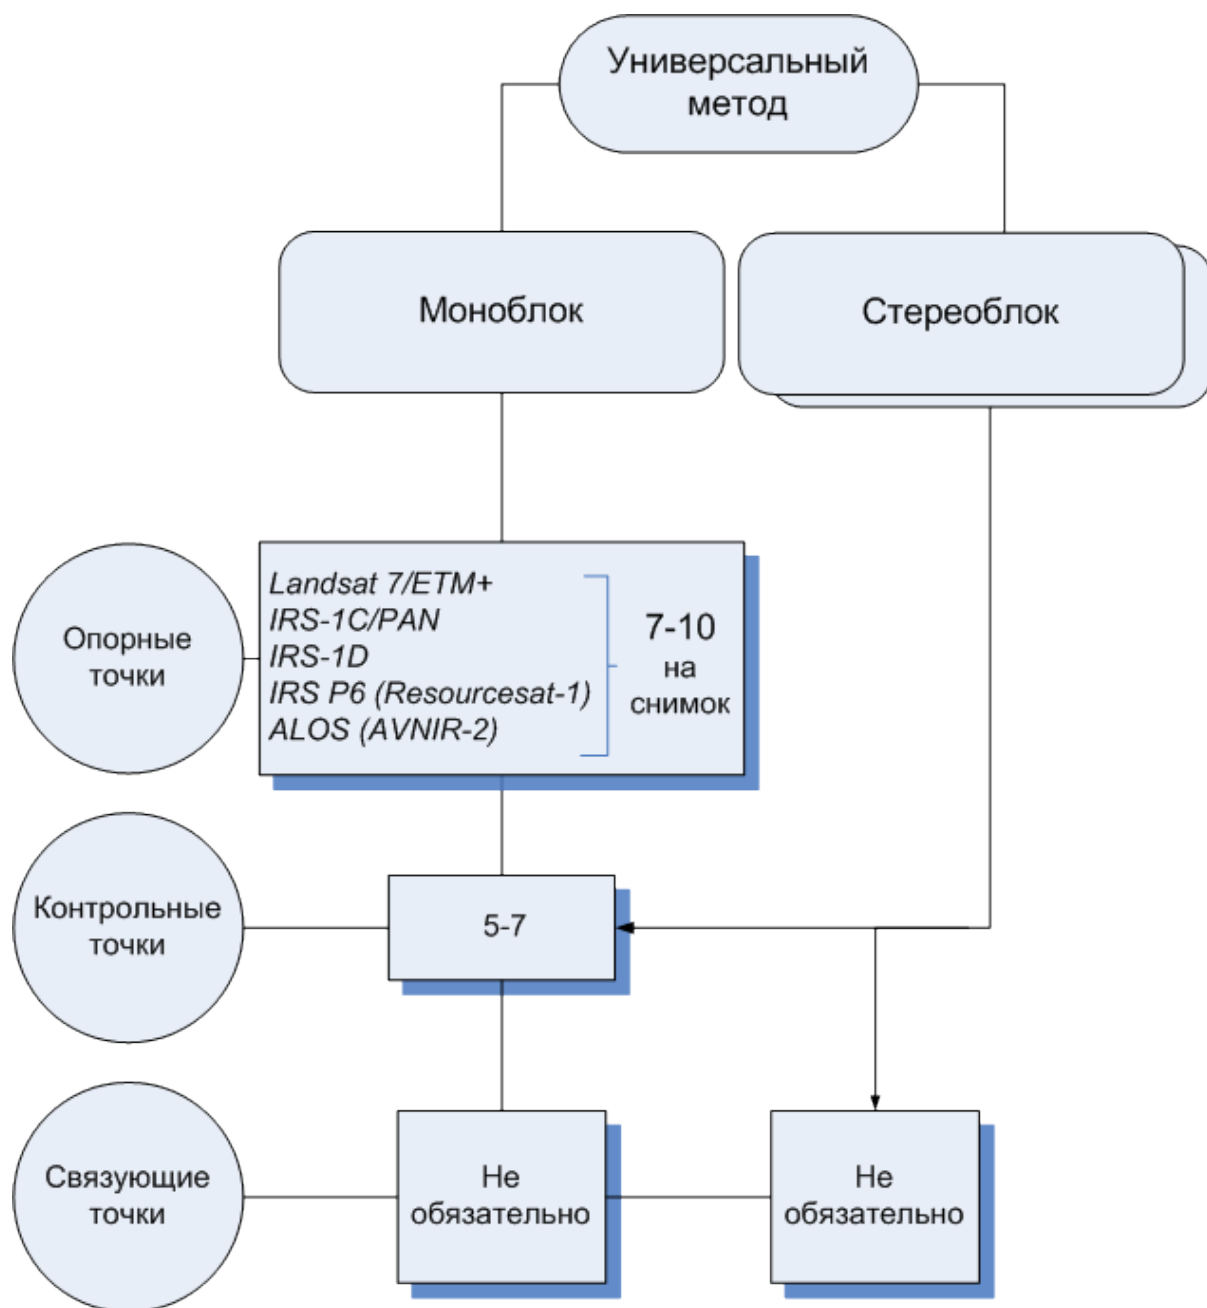 Универсальный
метод
Моноблок
Стереоблок
Опорные
точки
Landsat 7/ETM+
IRS-1C/PAN
IRS-1D
IRS P6 (Resourcesat-1)
ALOS (AVNIR-2)
7-10
на
снимок
Контрольные
точки
5-7
Связующие
точки
Не
обязательно
Не
обязательно